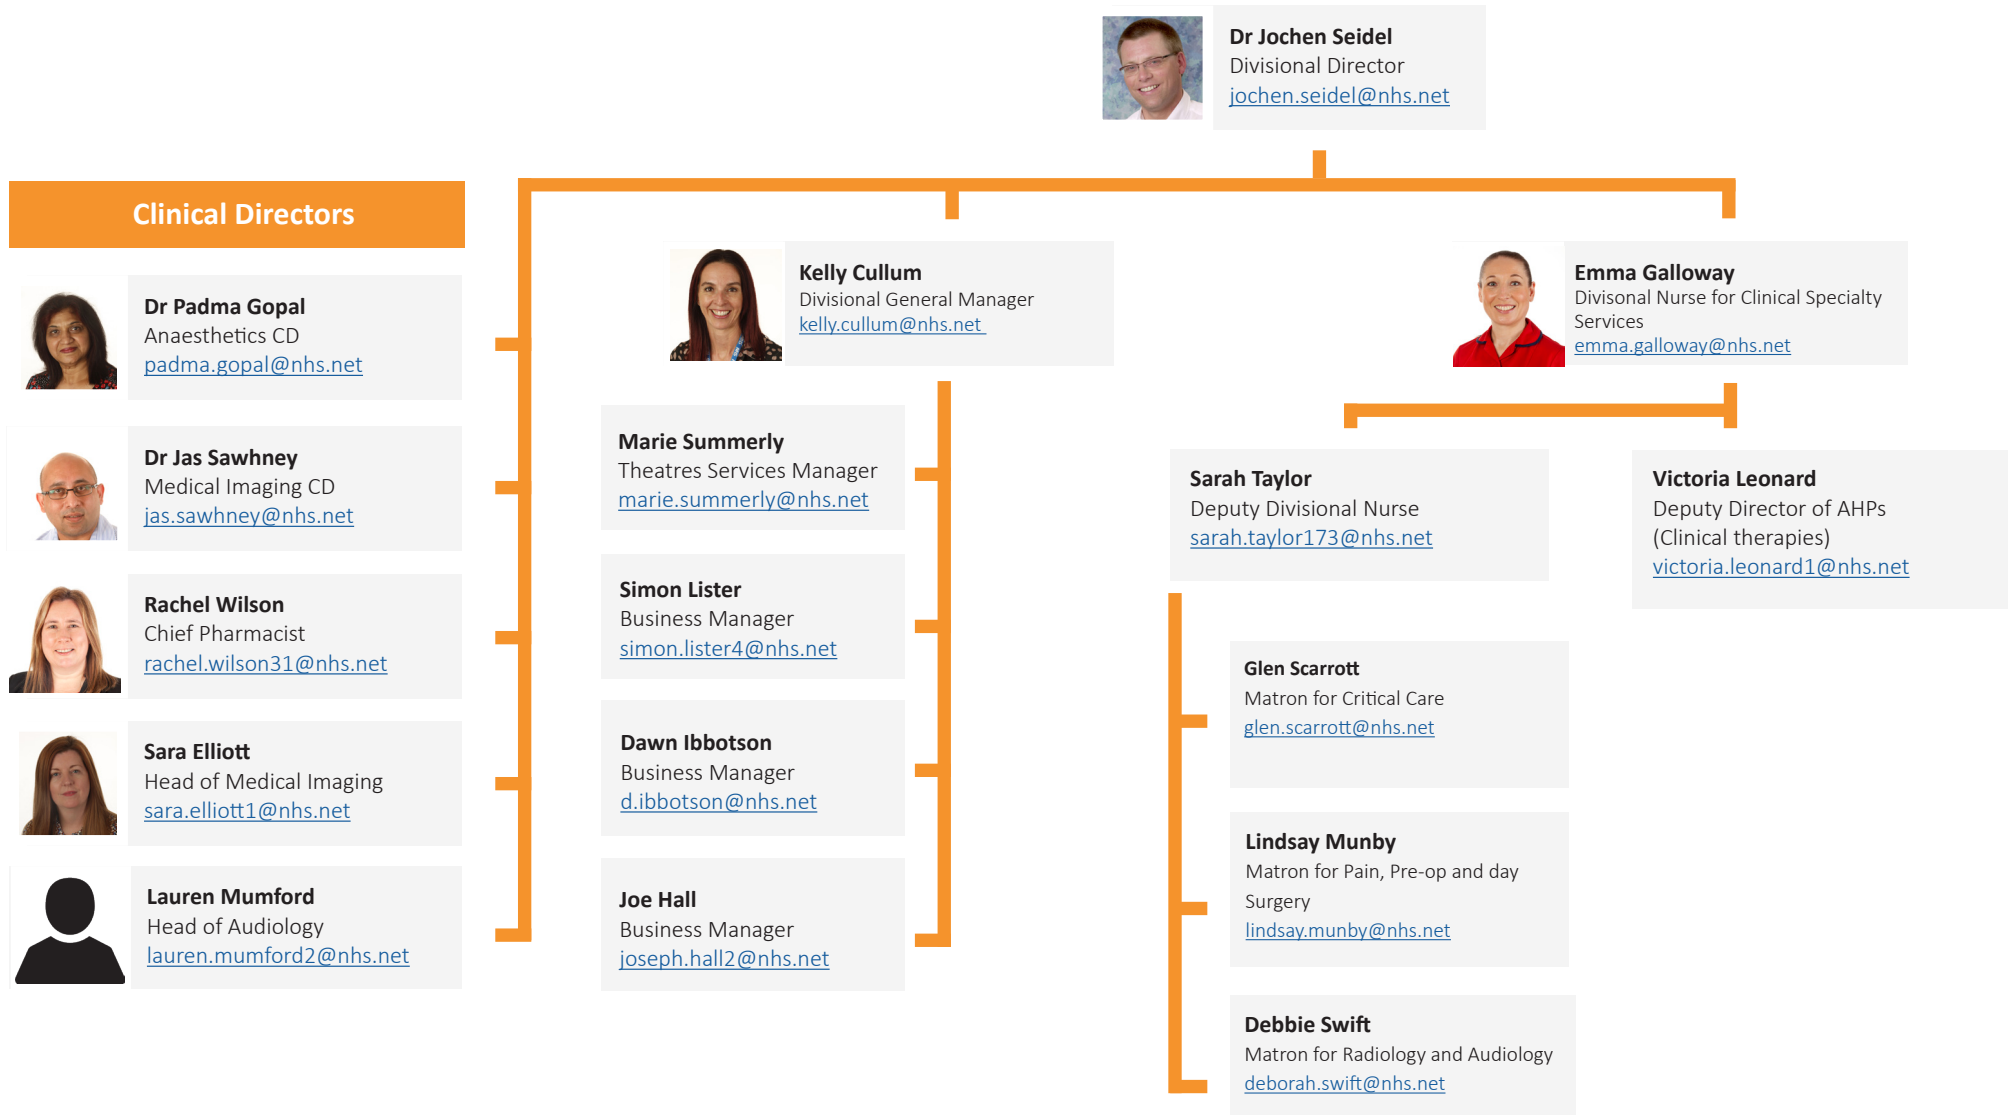 Dr Jochen Seidel
Divisional Director
jochen.seidel@nhs.net
Clinical Directors
Dr Padma Gopal
Anaesthetics CD
padma.gopal@nhs.net
Dr Jas Sawhney
Medical Imaging CD
jas.sawhney@nhs.net
Rachel Wilson
Chief Pharmacist
rachel.wilson31@nhs.net
Sara Elliott
Head of Medical Imaging
sara.elliott1@nhs.net
Lauren Mumford
Head of Audiology
lauren.mumford2@nhs.net
Kelly Cullum
Divisional General Manager
kelly.cullum@nhs.net
Marie Summerly
Theatres Services Manager
marie.summerly@nhs.net
Simon Lister
Business Manager
simon.lister4@nhs.net
Dawn Ibbotson
Business Manager
d.ibbotson@nhs.net
Joe Hall
Business Manager
joseph.hall2@nhs.net
Emma Galloway
Divisonal Nurse for Clinical Specialty
Services
emma.galloway@nhs.net
Sarah Taylor
Deputy Divisional Nurse
sarah.taylor173@nhs.net
Victoria Leonard
Deputy Director of AHPs
(Clinical therapies)
victoria.leonard1@nhs.net
Glen Scarrott
Matron for Critical Care
glen.scarrott@nhs.net
Lindsay Munby
Matron for Pain, Pre-op and day
Surgery
lindsay.munby@nhs.net
Debbie Swift
Matron for Radiology and Audiology
deborah.swift@nhs.net